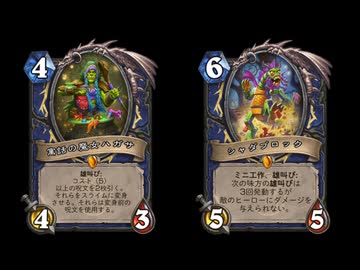 4
寓話の魔女ハガサ
雄叫び:
コスト（5）
以上の呪文を2枚引く。
それらをスライムに変身
させる。それらは変身前の
呪文を使用する。
4
3
6
シャダブロック
ミニ工作、雄叫び:
次の味方の雄叫びは
3回発動するが
敵のヒーローにダメージを
与えられない。
5
5